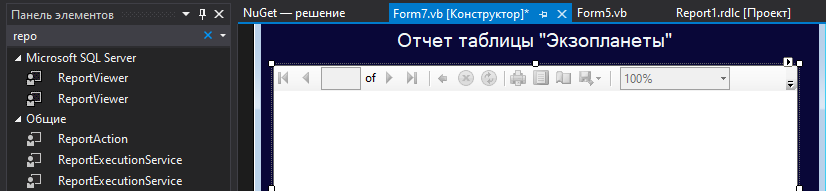 Панель элементов
repo
Microsoft SQL Server
ReportViewer
ReportViewer
Общие
ReportAction
ReportExecutionService
ReportExecutionService
NuGet — решение
Form7.vb [Конструктор]*
Form5.vb
Report1.rdlc [Проект]
Отчет таблицы "Экзопланеты"
of
100%